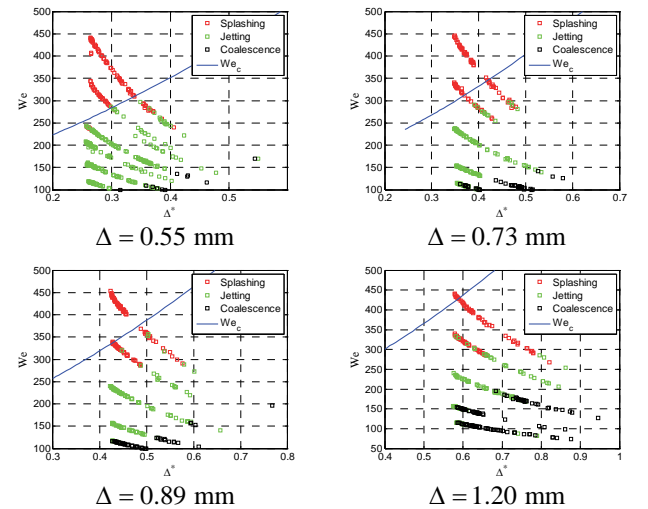 500
450
400
350
300
250
200
150
100
We
0.2 0.3 0.4 0.5
Δ*
Splashing
Jetting
Coalescence
We_c
Δ = 0.55 mm
500
450
400
350
300
250
200
150
100
We
0.2 0.3 0.4 0.5 0.6 0.7
Δ*
Splashing
Jetting
Coalescence
We_c
Δ = 0.73 mm
500
450
400
350
300
250
200
150
100
We
0.3 0.4 0.5 0.6 0.7 0.8
Δ*
Splashing
Jetting
Coalescence
We_c
Δ = 0.89 mm
500
450
400
350
300
250
200
150
100
50
We
0.4 0.5 0.6 0.7 0.8 0.9 1
Δ*
Splashing
Jetting
Coalescence
We_c
Δ = 1.20 mm